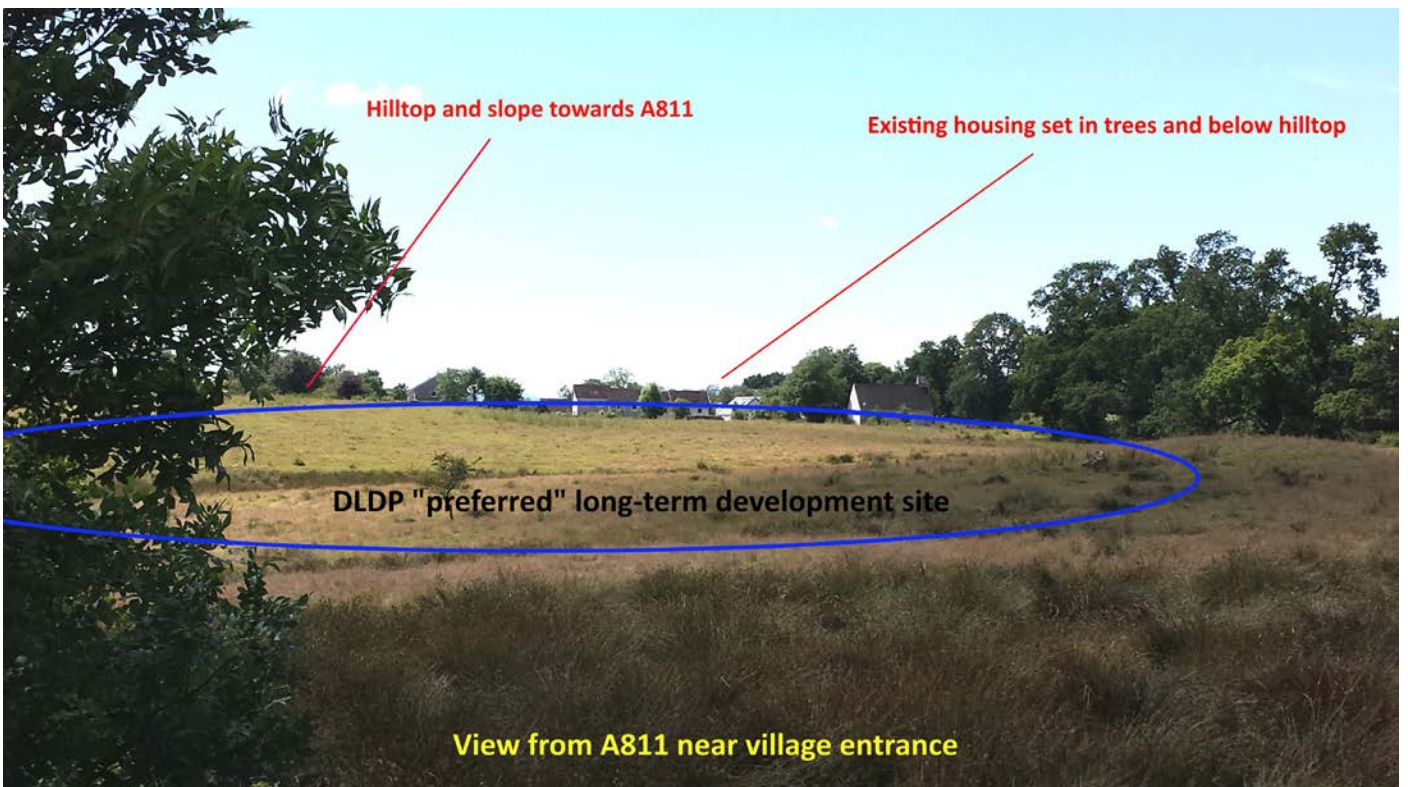 Hilltop and slope towards A811
Existing housing set in trees and below hilltop
DLDP "preferred" long-term development site
View from A811 near village entrance